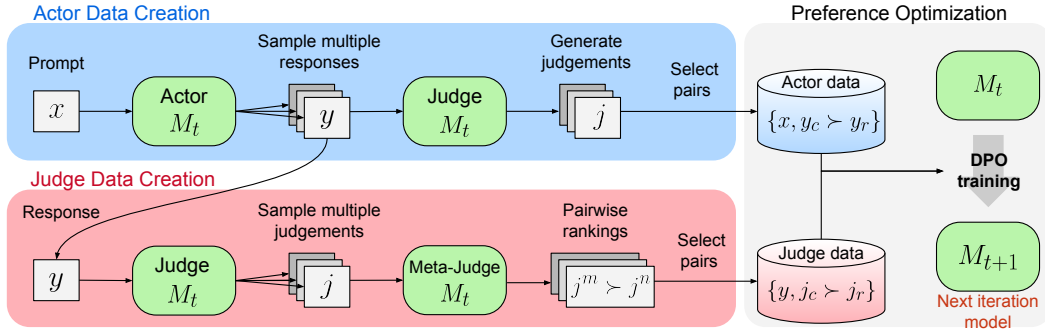 Actor Data Creation
Prompt
x
Actor
M_t
Sample multiple
responses
y
Judge
M_t
Generate
judgements
j
Select
pairs
Judge Data Creation
Response
y
Judge
M_t
Sample multiple
judgements
j
Meta-Judge
M_t
Pairwise
rankings
j^m ≻ j^n
Select
pairs
Preference Optimization
Actor data
{x, y_c ≻ y_r}
Judge data
{y, j_c ≻ j_r}
M_t
DPO
training
M_{t+1}
Next iteration
model